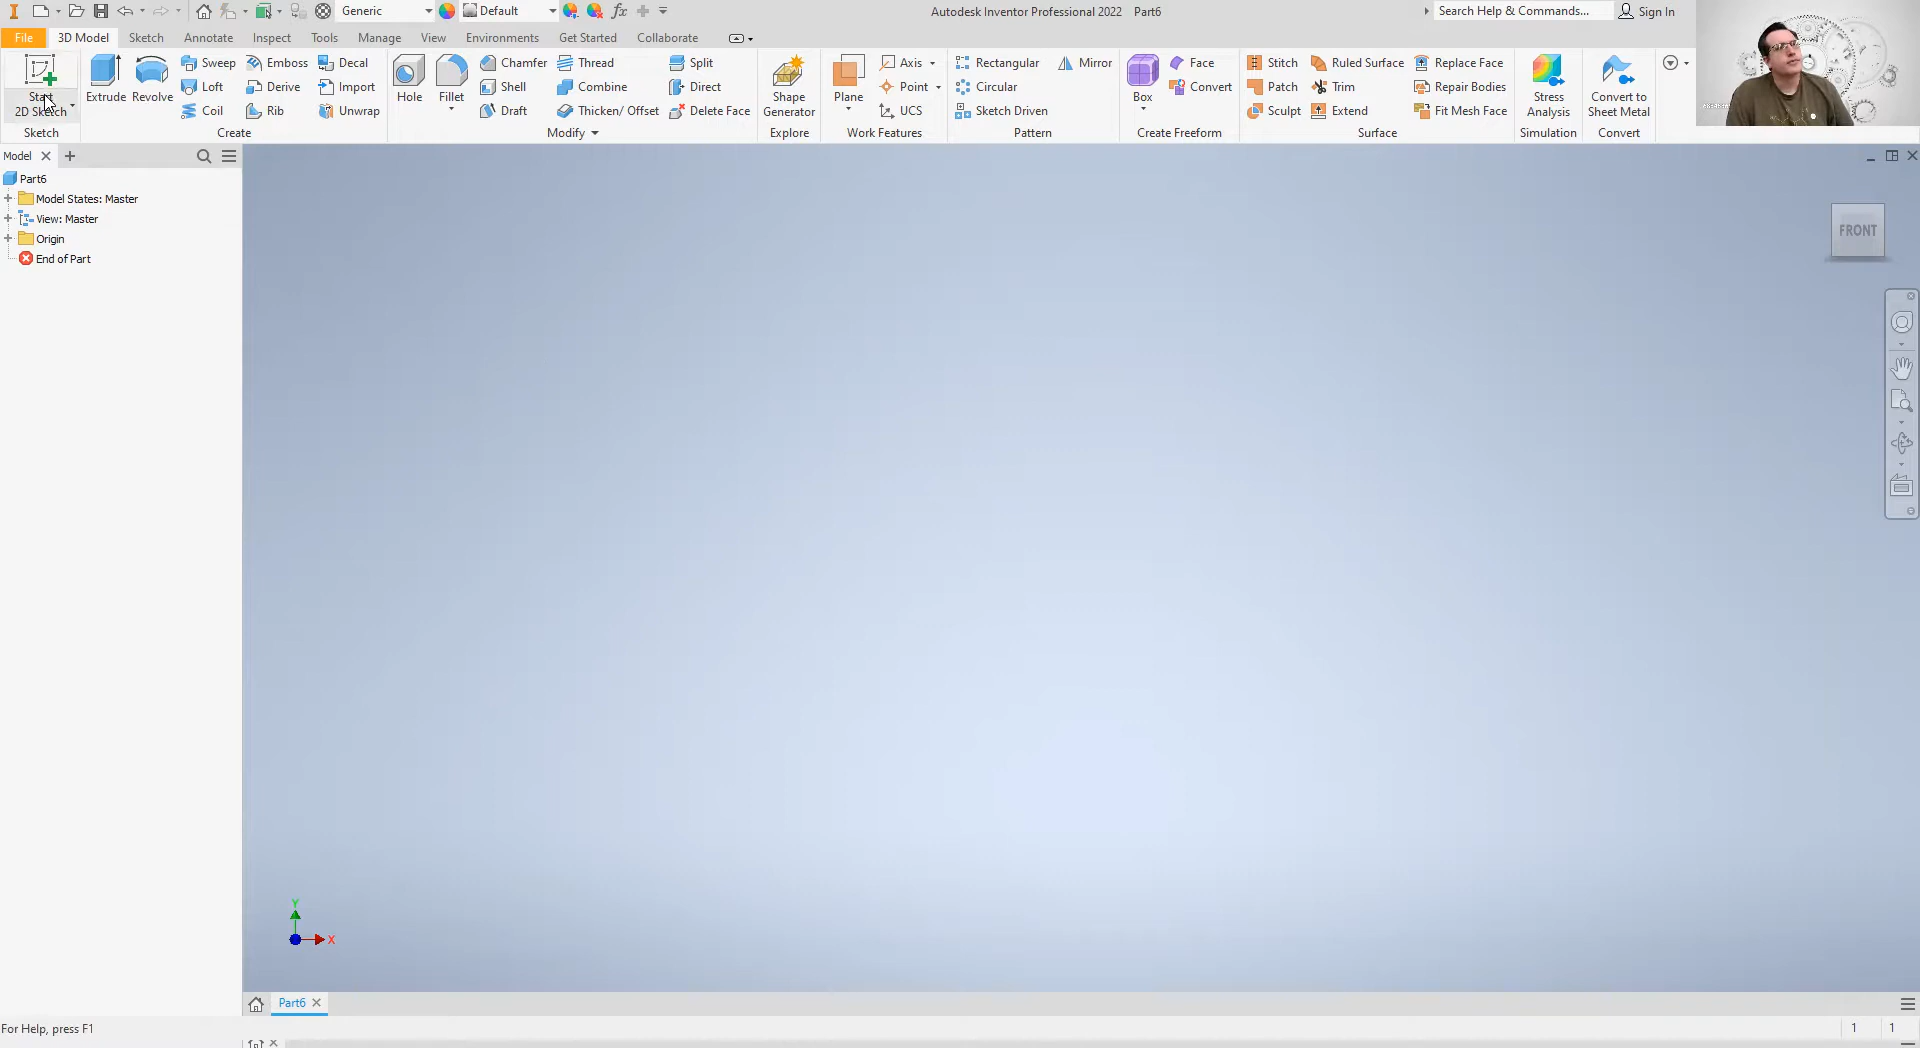 Generic Default Autodesk Inventor Professional 2022 Part6 Search Help & Commands... Sign In
File 3D Model Sketch Annotate Inspect Tools Manage View Environments Get Started Collaborate
Start
2D Sketch
Sketch
Extrude
Revolve
Sweep
Loft
Coil
Emboss
Derive
Rib
Decal
Import
Unwrap
Create
Hole
Fillet
Chamfer
Shell
Draft
Thread
Combine
Thicken/ Offset
Split
Direct
Delete Face
Modify
Shape
Generator
Explore
Plane
Axis
Point
UCS
Work Features
Rectangular
Circular
Sketch Driven
Mirror
Pattern
Box
Face
Convert
Create Freeform
Stitch
Patch
Sculpt
Ruled Surface
Trim
Extend
Replace Face
Repair Bodies
Fit Mesh Face
Surface
Stress
Analysis
Simulation
Convert to
Sheet Metal
Convert
Model
Part6
Model States: Master
View: Master
Origin
End of Part
FRONT
Y
X
Part6
For Help, press F1
1 1